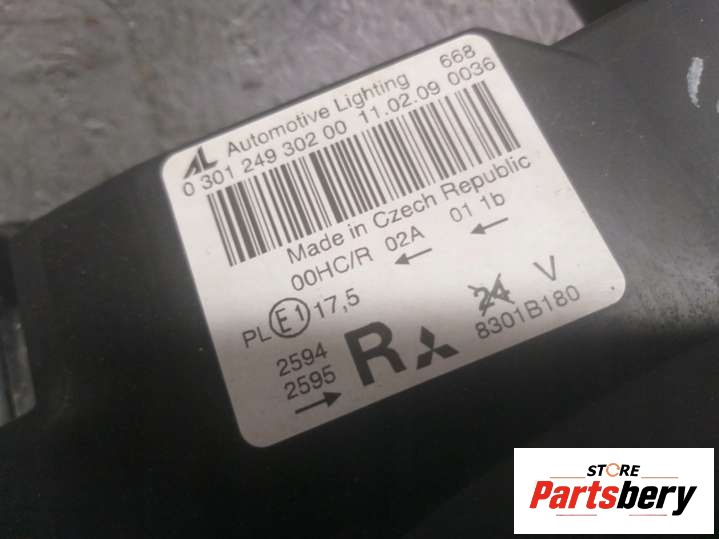 AL Automotive Lighting 668
0 301 249 302 00 11.02.09 0036
Made in Czech Republic
00HC/R 02A 01 1b
PL E1 17,5
24 V
2594
2595
R
8301B180
STORE
Partsbery